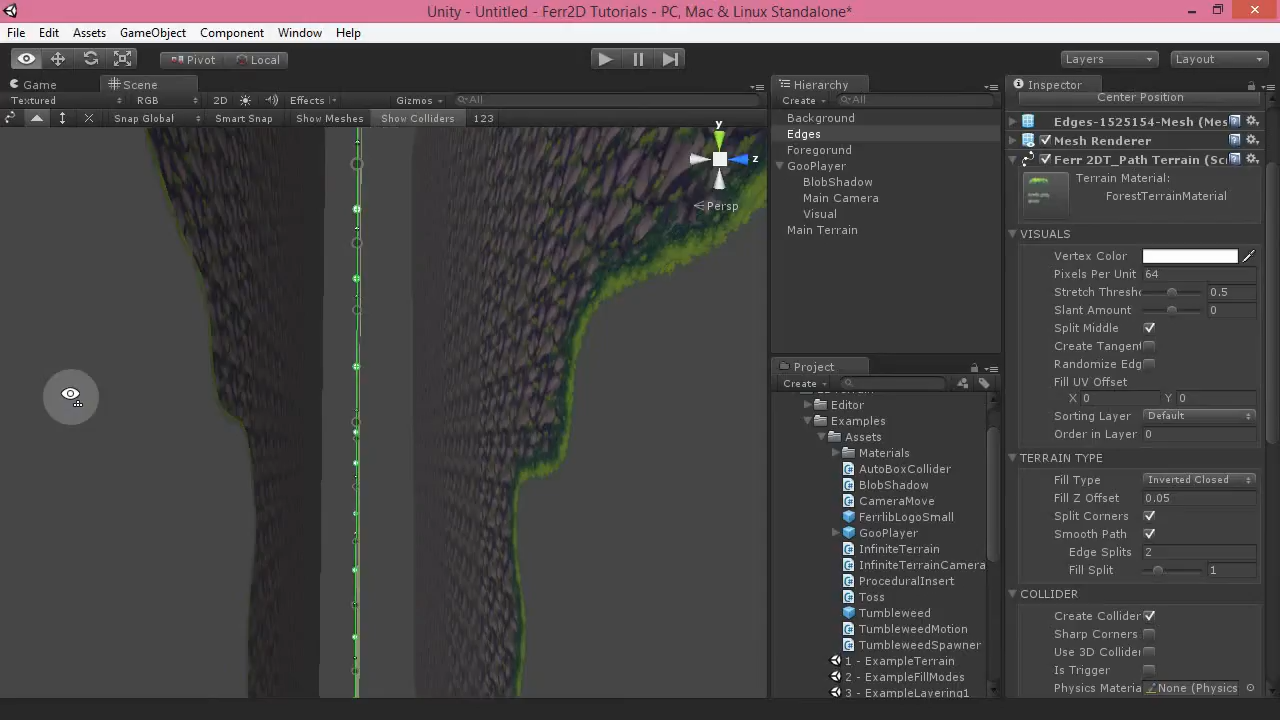 Unity - Untitled - Ferr2D Tutorials - PC, Mac & Linux Standalone*
File Edit Assets GameObject Component Window Help
Pivot Local Layers Layout
Game Scene
Textured RGB 2D Effects Gizmos All
Snap Global Smart Snap Show Meshes Show Colliders 123
y
z
Persp
Hierarchy
Create All
Background
Edges
Foregorund
GooPlayer
BlobShadow
Main Camera
Visual
Main Terrain
Project
Create
Editor
Examples
Assets
Materials
AutoBoxCollider
BlobShadow
CameraMove
FerrlibLogoSmall
GooPlayer
InfiniteTerrain
InfiniteTerrainCamera
ProceduralInsert
Toss
Tumbleweed
TumbleweedMotion
TumbleweedSpawner
1 - ExampleTerrain
2 - ExampleFillModes
3 - ExampleLayering1
Inspector
Center Position
Edges-1525154-Mesh (Mes
Mesh Renderer
Ferr 2DT_Path Terrain (Sc
Terrain Material:
ForestTerrainMaterial
VISUALS
Vertex Color
Pixels Per Unit 64
Stretch Thresho 0.5
Slant Amount 0
Split Middle
Create Tangent
Randomize Edg
Fill UV Offset
X 0 Y 0
Sorting Layer Default
Order in Layer 0
TERRAIN TYPE
Fill Type Inverted Closed
Fill Z Offset 0.05
Split Corners
Smooth Path
Edge Splits 2
Fill Split 1
COLLIDER
Create Collider
Sharp Corners
Use 3D Collider
Is Trigger
Physics Materia None (Physics